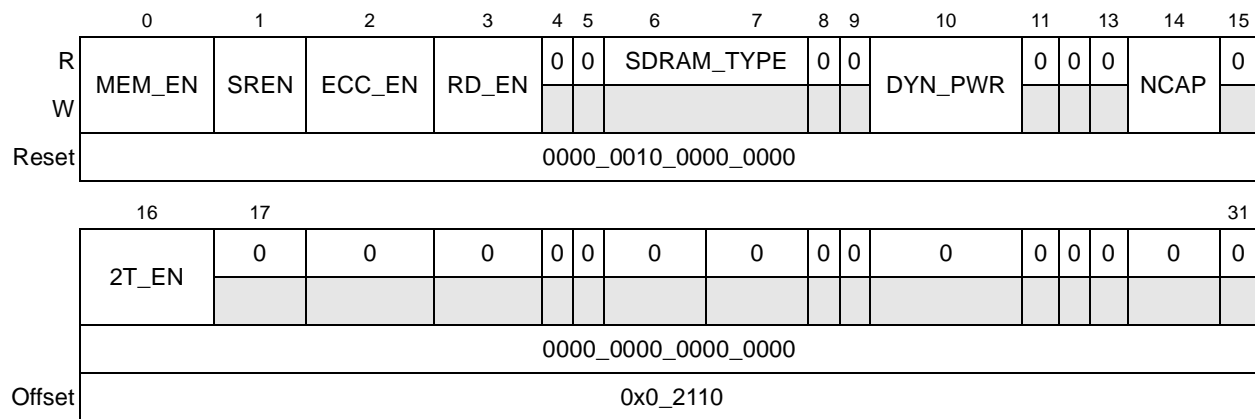 0 1 2 3 4 5 6 7 8 9 10 11 13 14 15
R MEM_EN SREN ECC_EN RD_EN 0 0 SDRAM_TYPE 0 0 DYN_PWR 0 0 0 NCAP 0
W
Reset 0000_0010_0000_0000
16 17 31
2T_EN 0 0 0 0 0 0 0 0 0 0 0 0 0 0 0
0000_0000_0000_0000
Offset 0x0_2110